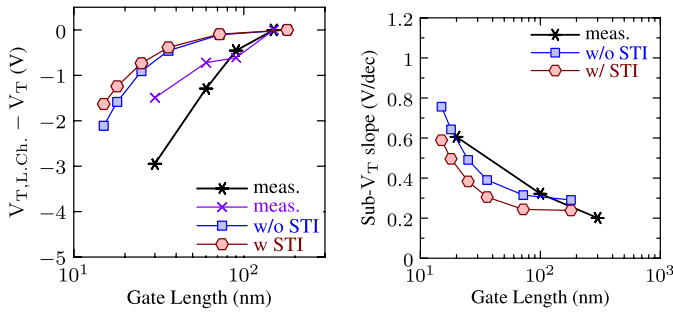 V_T,L.Ch. − V_T (V)
0
−1
−2
−3
−4
−5
meas.
meas.
w/o STI
w STI
10^1
10^2
Gate Length (nm)
Sub-V_T slope (V/dec)
1.2
1
0.8
0.6
0.4
0.2
0
meas.
w/o STI
w/ STI
10^1
10^2
10^3
Gate Length (nm)